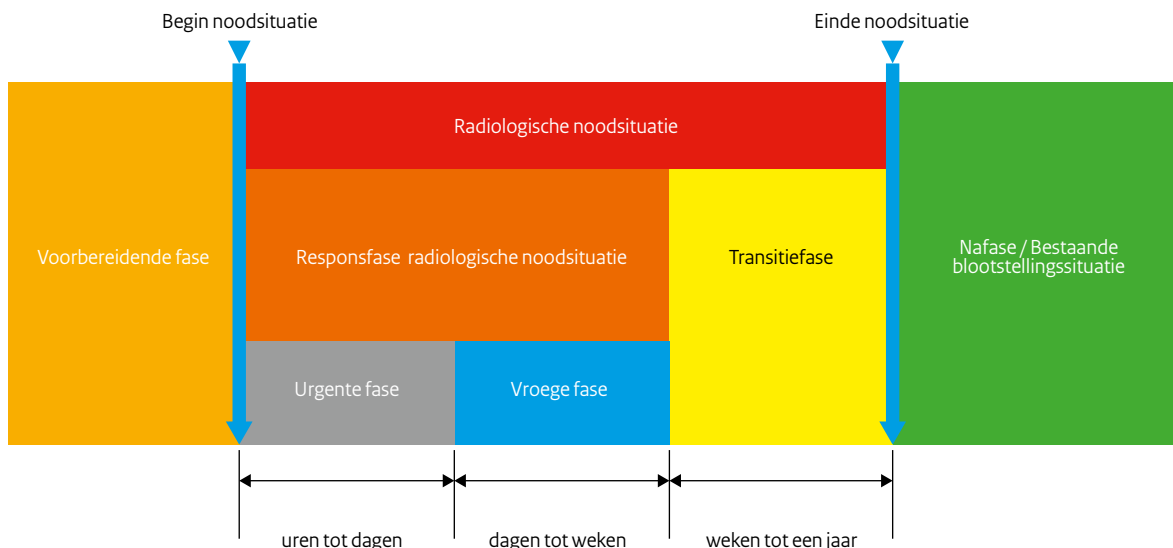 Begin noodsituatie
Einde noodsituatie
Radiologische noodsituatie
Voorbereidende fase
Responsfase radiologische noodsituatie
Transitiefase
Nafase / Bestaande
blootstellingssituatie
Urgente fase
Vroege fase
uren tot dagen
dagen tot weken
weken tot een jaar